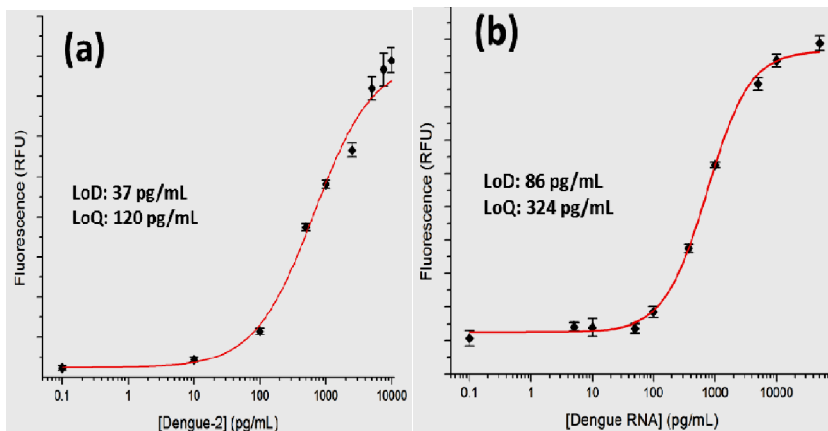 (a)
Fluorescence (RFU)
LoD: 37 pg/mL
LoQ: 120 pg/mL
0.1 1 10 100 1000 10000
[Dengue-2] (pg/mL)
(b)
Fluorescence (RFU)
LoD: 86 pg/mL
LoQ: 324 pg/mL
0.1 1 10 100 1000 10000
[Dengue RNA] (pg/mL)